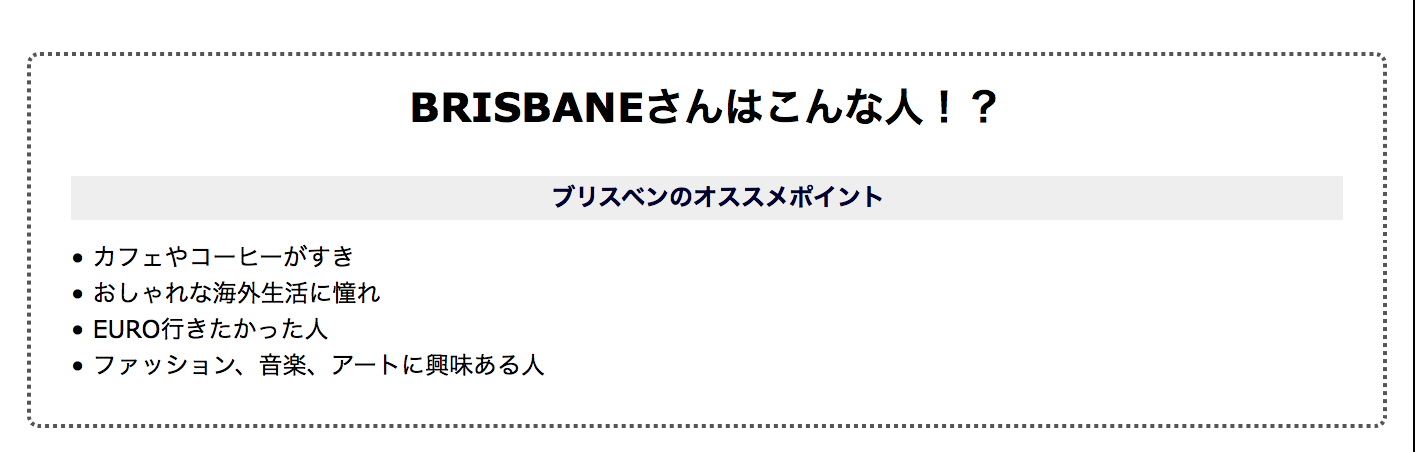 BRISBANEさんはこんな人！？
ブリスベンのオススメポイント
• カフェやコーヒーがすき
• おしゃれな海外生活に憧れ
• EURO行きたかった人
• ファッション、音楽、アートに興味ある人